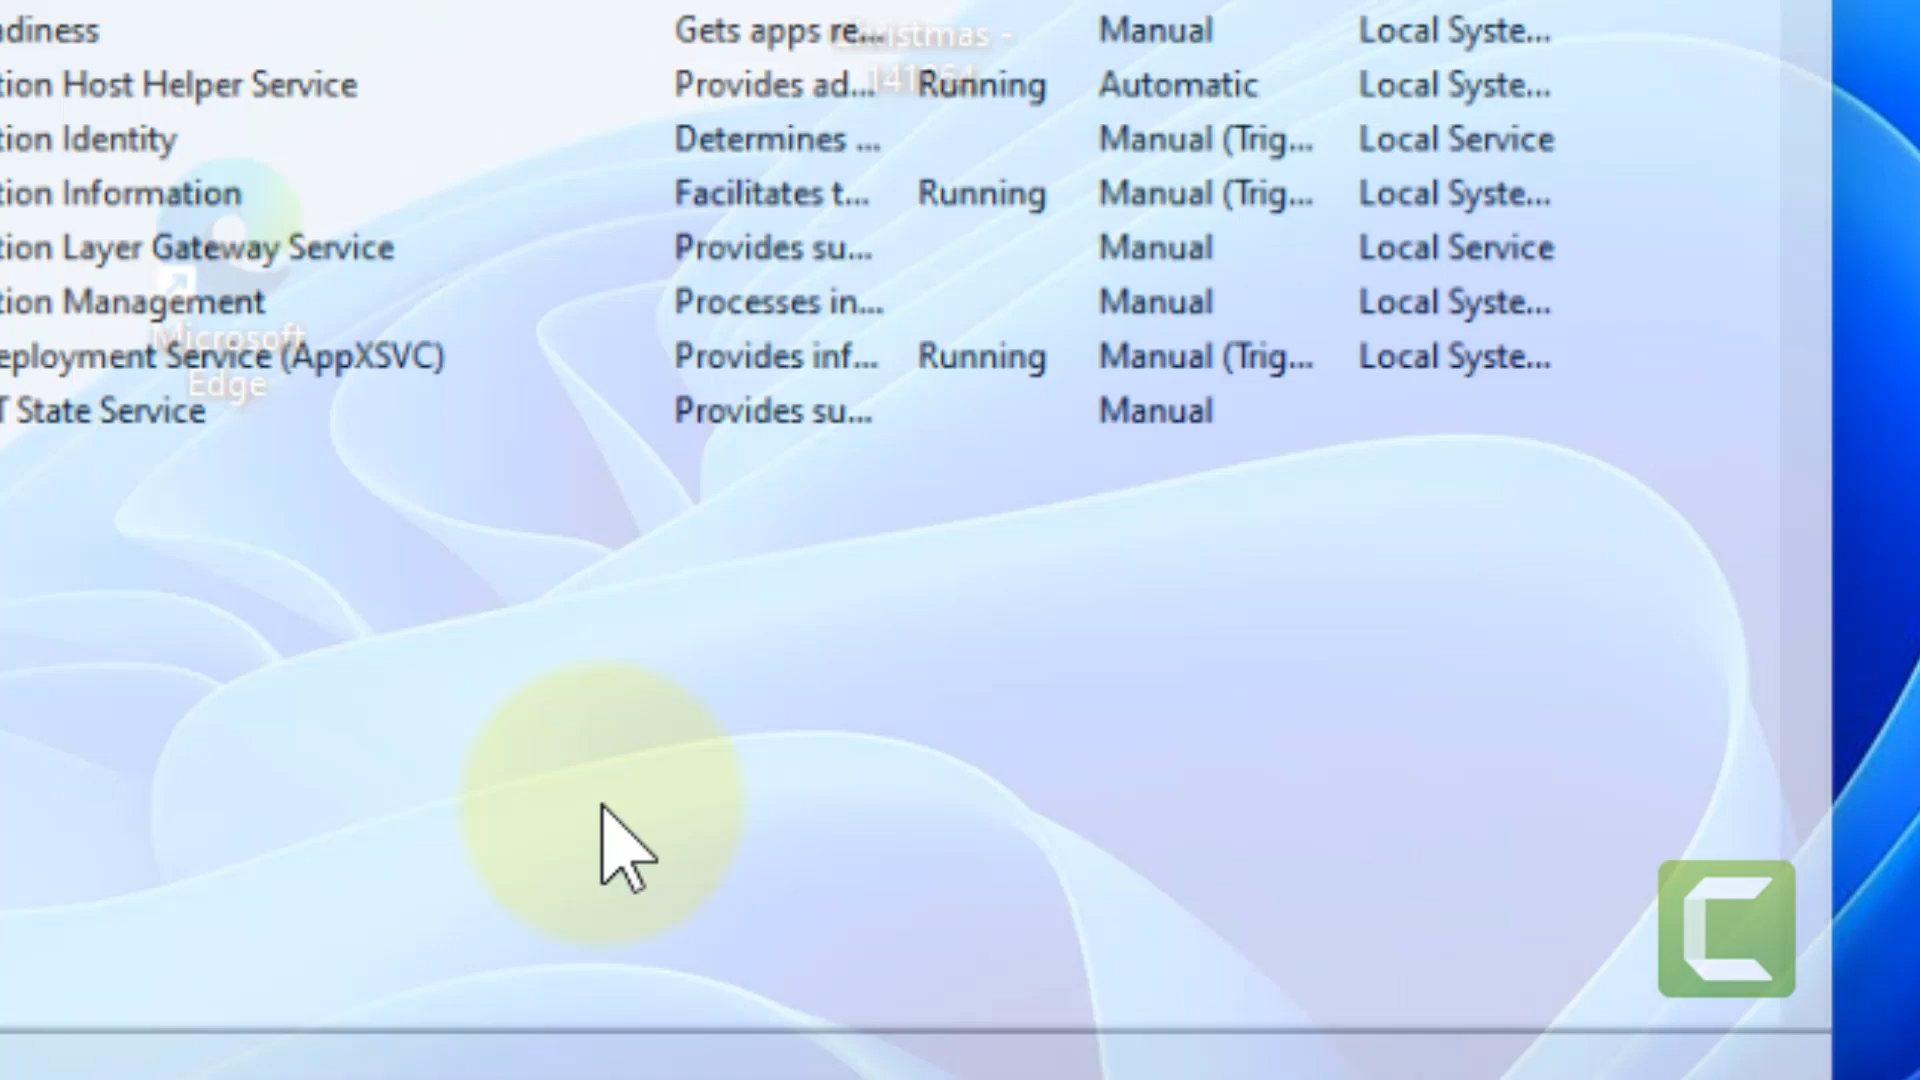 adiness Gets apps re... Manual Local Syste...
tion Host Helper Service Provides ad... Running Automatic Local Syste...
tion Identity Determines ... Manual (Trig... Local Service
tion Information Facilitates t... Running Manual (Trig... Local Syste...
tion Layer Gateway Service Provides su... Manual Local Service
tion Management Processes in... Manual Local Syste...
eployment Service (AppXSVC) Provides inf... Running Manual (Trig... Local Syste...
T State Service Provides su... Manual
Christmas -
Microsoft
Edge